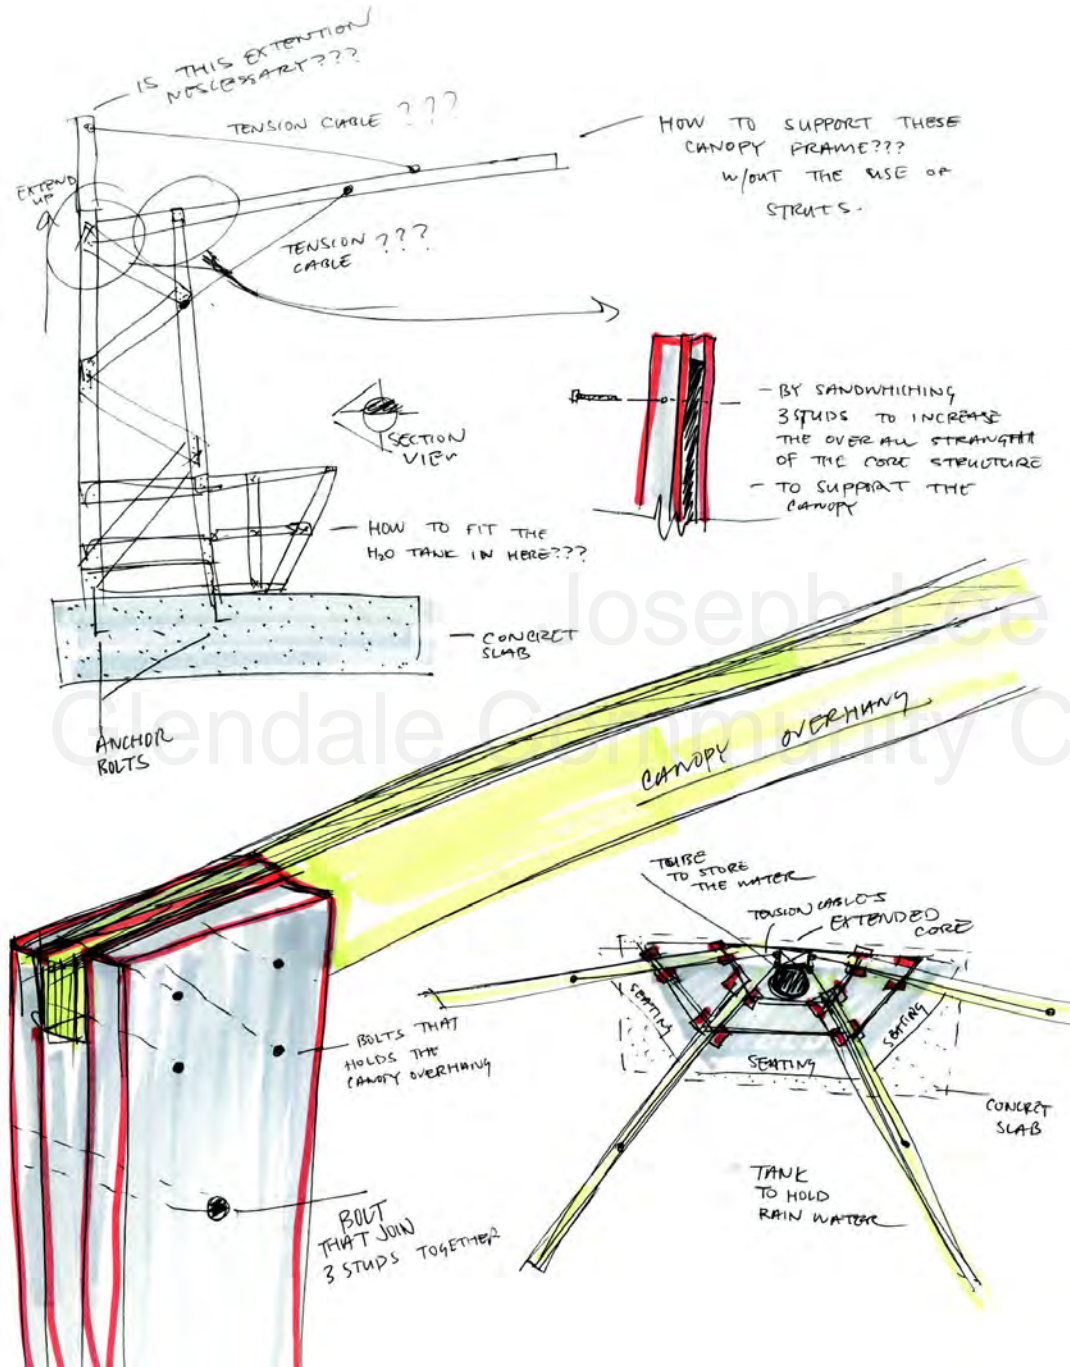 IS THIS EXTENTION
NESCESSARY???
TENSION CABLE ???
HOW TO SUPPORT THESE
CANOPY FRAME???
W/OUT THE USE OF
STRUTS.
EXTEND
UP
TENSION ???
CABLE
- BY SANDWHICHING
3 STUDS TO INCREASE
THE OVER ALL STRANGTH
OF THE CORE STRUCTURE
- TO SUPPORT THE
CANOPY
SECTION
VIEW
HOW TO FIT THE
H2O TANK IN HERE???
CONCRET
SLAB
Joseph Lee
Glendale Community C
ANCHOR
BOLTS
CANOPY OVERHANG
TO STORE
THE WATER
TENSION CABLES
EXTENDED
CORE
SEATING
SEATING
SEATING
BOLTS THAT
HOLDS THE
CANOPY OVERHANG
CONCRET
SLAB
TANK
TO HOLD
RAIN WATER
BOLT
THAT JOIN
3 STUDS TOGETHER